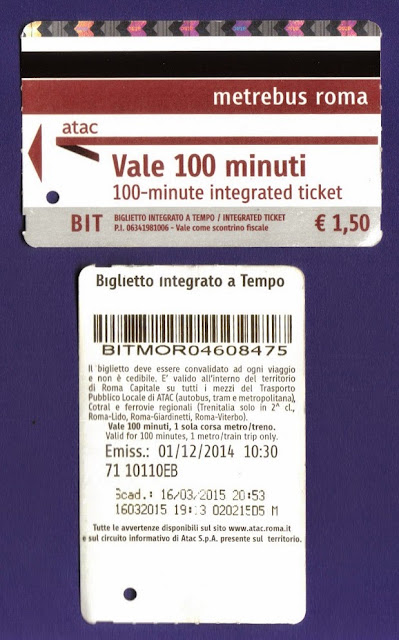 metrebus roma
atac
Vale 100 minuti
100-minute integrated ticket
BIT BIGLIETTO INTEGRATO A TEMPO / INTEGRATED TICKET € 1,50
P.I. 06341981006 - Vale come scontrino fiscale
Biglietto Integrato a Tempo
BITMOR04608475
Il biglietto deve essere convalidato ad ogni viaggio
e non è cedibile. E' valido all'interno del territorio
di Roma Capitale su tutti i mezzi del Trasporto
Pubblico Locale di ATAC (autobus, tram e metropolitana),
Cotral e ferrovie regionali (Trenitalia solo in 2^ cl.,
Roma-Lido, Roma-Giardinetti, Roma-Viterbo).
Vale 100 minuti, 1 sola corsa metro/treno.
Valid for 100 minutes, 1 metro/train trip only.
Emiss.: 01/12/2014 10:30
71 10110EB
Scad.: 16/03/2015 20:53
16032015 M
Tutte le avvertenze disponibili sul sito www.atac.roma.it
e sul circuito informativo di Atac S.p.A. presente sul territorio.